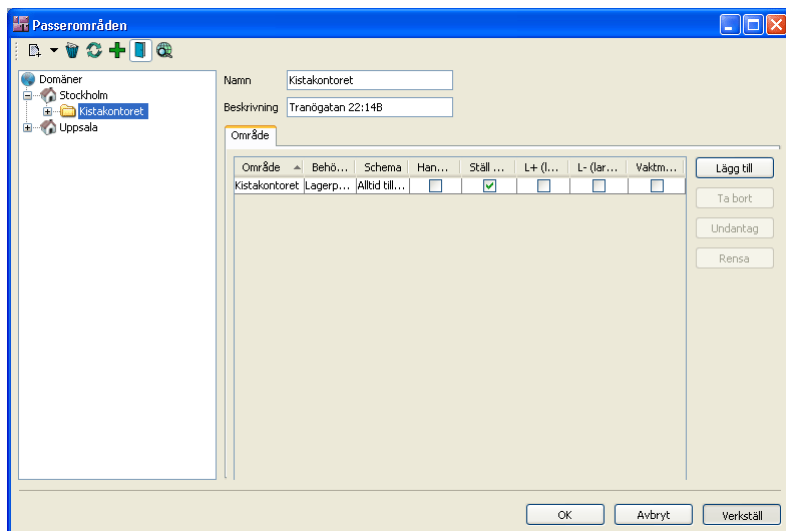 Passerområden
Domäner
Stockholm
Kistakontoret
Uppsala
Namn Kistakontoret
Beskrivning Tranögatan 22:14B
Område
Område Behö... Schema Han... Ställ ... L+ (l... L- (lar... Vaktm...
Kistakontoret Lagerp... Alltid till...
Lägg till
Ta bort
Undantag
Rensa
OK Avbryt Verkställ